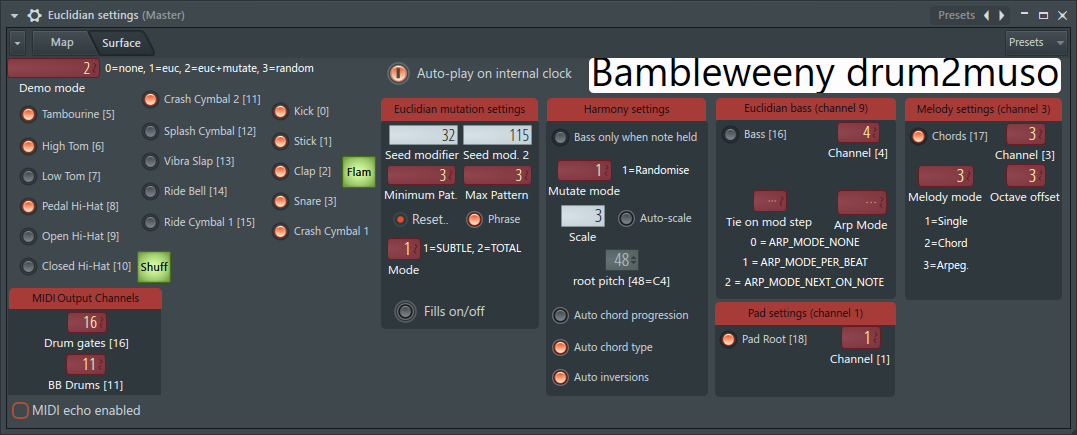 Euclidian settings (Master)
Presets
Map
Surface
Presets
2
0=none, 1=euc, 2=euc+mutate, 3=random
Demo mode
Auto-play on internal clock
Bambleweeny drum2muso
Tambourine [5]
High Tom [6]
Low Tom [7]
Pedal Hi-Hat [8]
Open Hi-Hat [9]
Closed Hi-Hat [10]
Shuff
Crash Cymbal 2 [11]
Splash Cymbal [12]
Vibra Slap [13]
Ride Bell [14]
Ride Cymbal 1 [15]
Kick [0]
Stick [1]
Clap [2]
Flam
Snare [3]
Crash Cymbal 1
MIDI Output Channels
16
Drum gates [16]
11
BB Drums [11]
MIDI echo enabled
Euclidian mutation settings
32 115
Seed modifier Seed mod. 2
3 3
Minimum Pat. Max Pattern
Reset.. Phrase
1 1=SUBTLE, 2=TOTAL
Mode
Fills on/off
Harmony settings
Bass only when note held
1 1=Randomise
Mutate mode
3 Auto-scale
Scale
48
root pitch [48=C4]
Auto chord progression
Auto chord type
Auto inversions
Euclidian bass (channel 9)
Bass [16] 4
Channel [4]
--- ---
Tie on mod step Arp Mode
0 = ARP_MODE_NONE
1 = ARP_MODE_PER_BEAT
2 = ARP_MODE_NEXT_ON_NOTE
Pad settings (channel 1)
Pad Root [18] 1
Channel [1]
Melody settings (channel 3)
Chords [17] 3
Channel [3]
3 3
Melody mode Octave offset
1=Single
2=Chord
3=Arpeg.